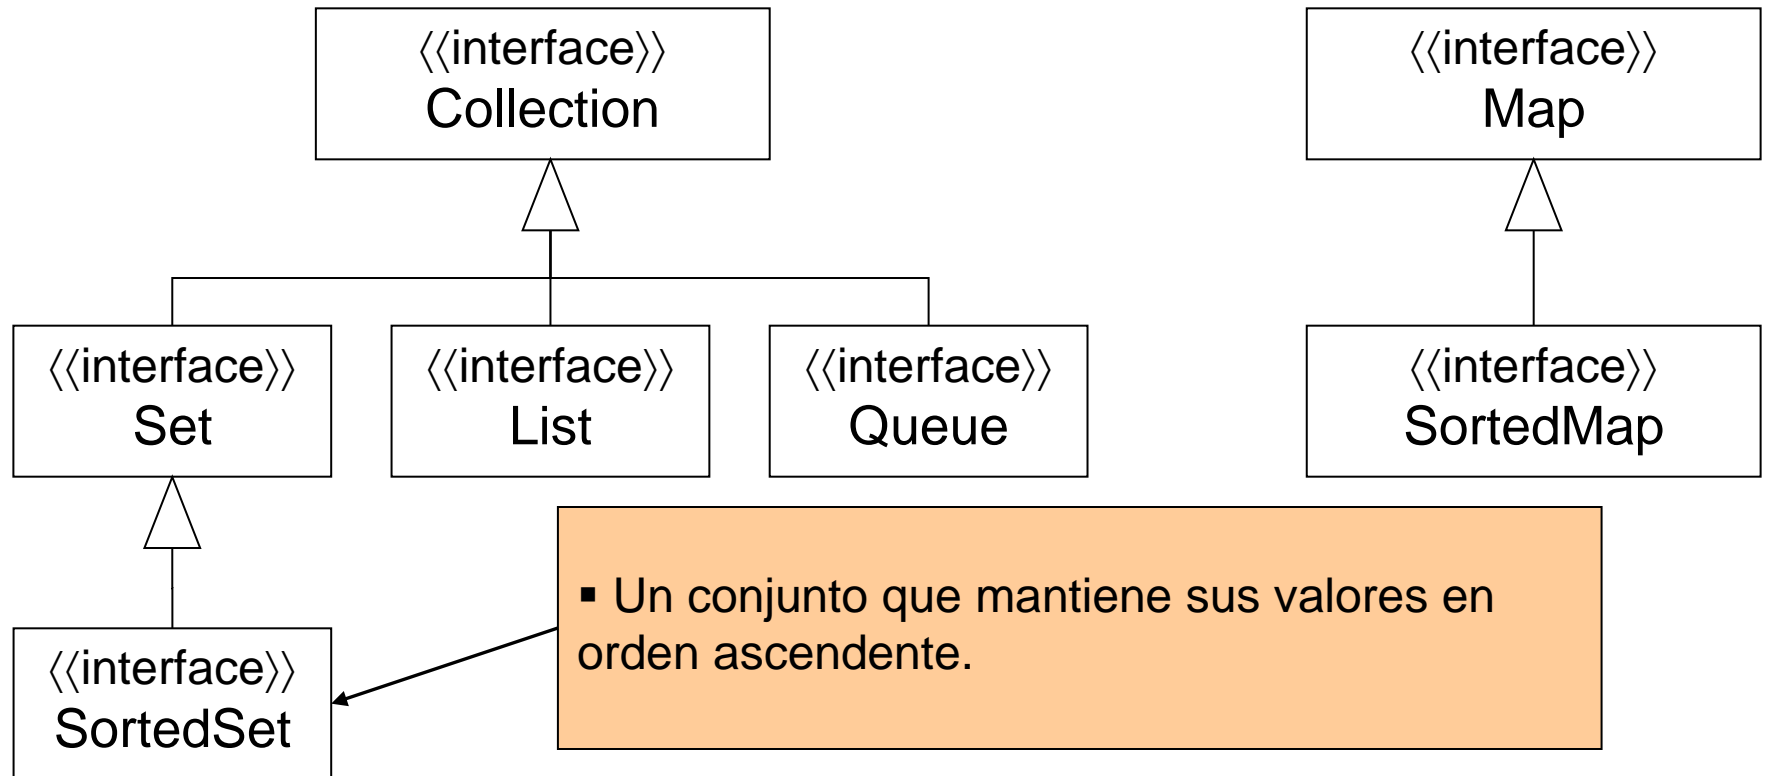 〈〈interface〉〉
Collection
〈〈interface〉〉
Map
〈〈interface〉〉
Set
〈〈interface〉〉
List
〈〈interface〉〉
Queue
〈〈interface〉〉
SortedMap
▪ Un conjunto que mantiene sus valores en
orden ascendente.
〈〈interface〉〉
SortedSet